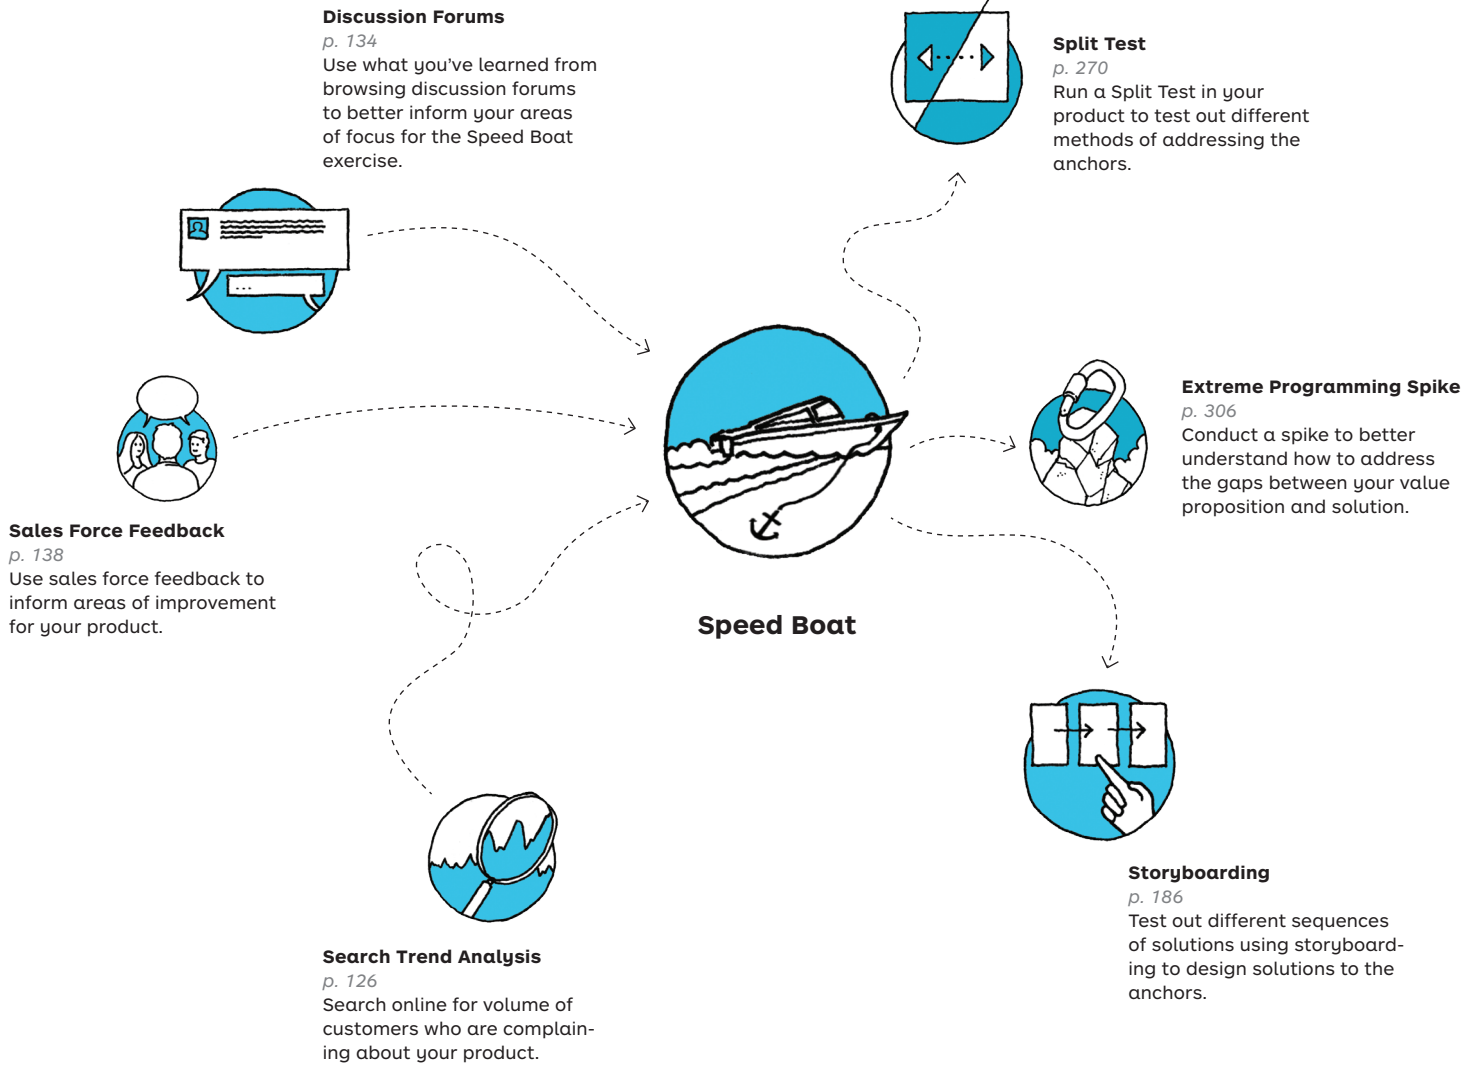 Discussion Forums
p. 134
Use what you've learned from
browsing discussion forums
to better inform your areas
of focus for the Speed Boat
exercise.
Sales Force Feedback
p. 138
Use sales force feedback to
inform areas of improvement
for your product.
Search Trend Analysis
p. 126
Search online for volume of
customers who are complain-
ing about your product.
Speed Boat
Split Test
p. 270
Run a Split Test in your
product to test out different
methods of addressing the
anchors.
Extreme Programming Spike
p. 306
Conduct a spike to better
understand how to address
the gaps between your value
proposition and solution.
Storyboarding
p. 186
Test out different sequences
of solutions using storyboard-
ing to design solutions to the
anchors.